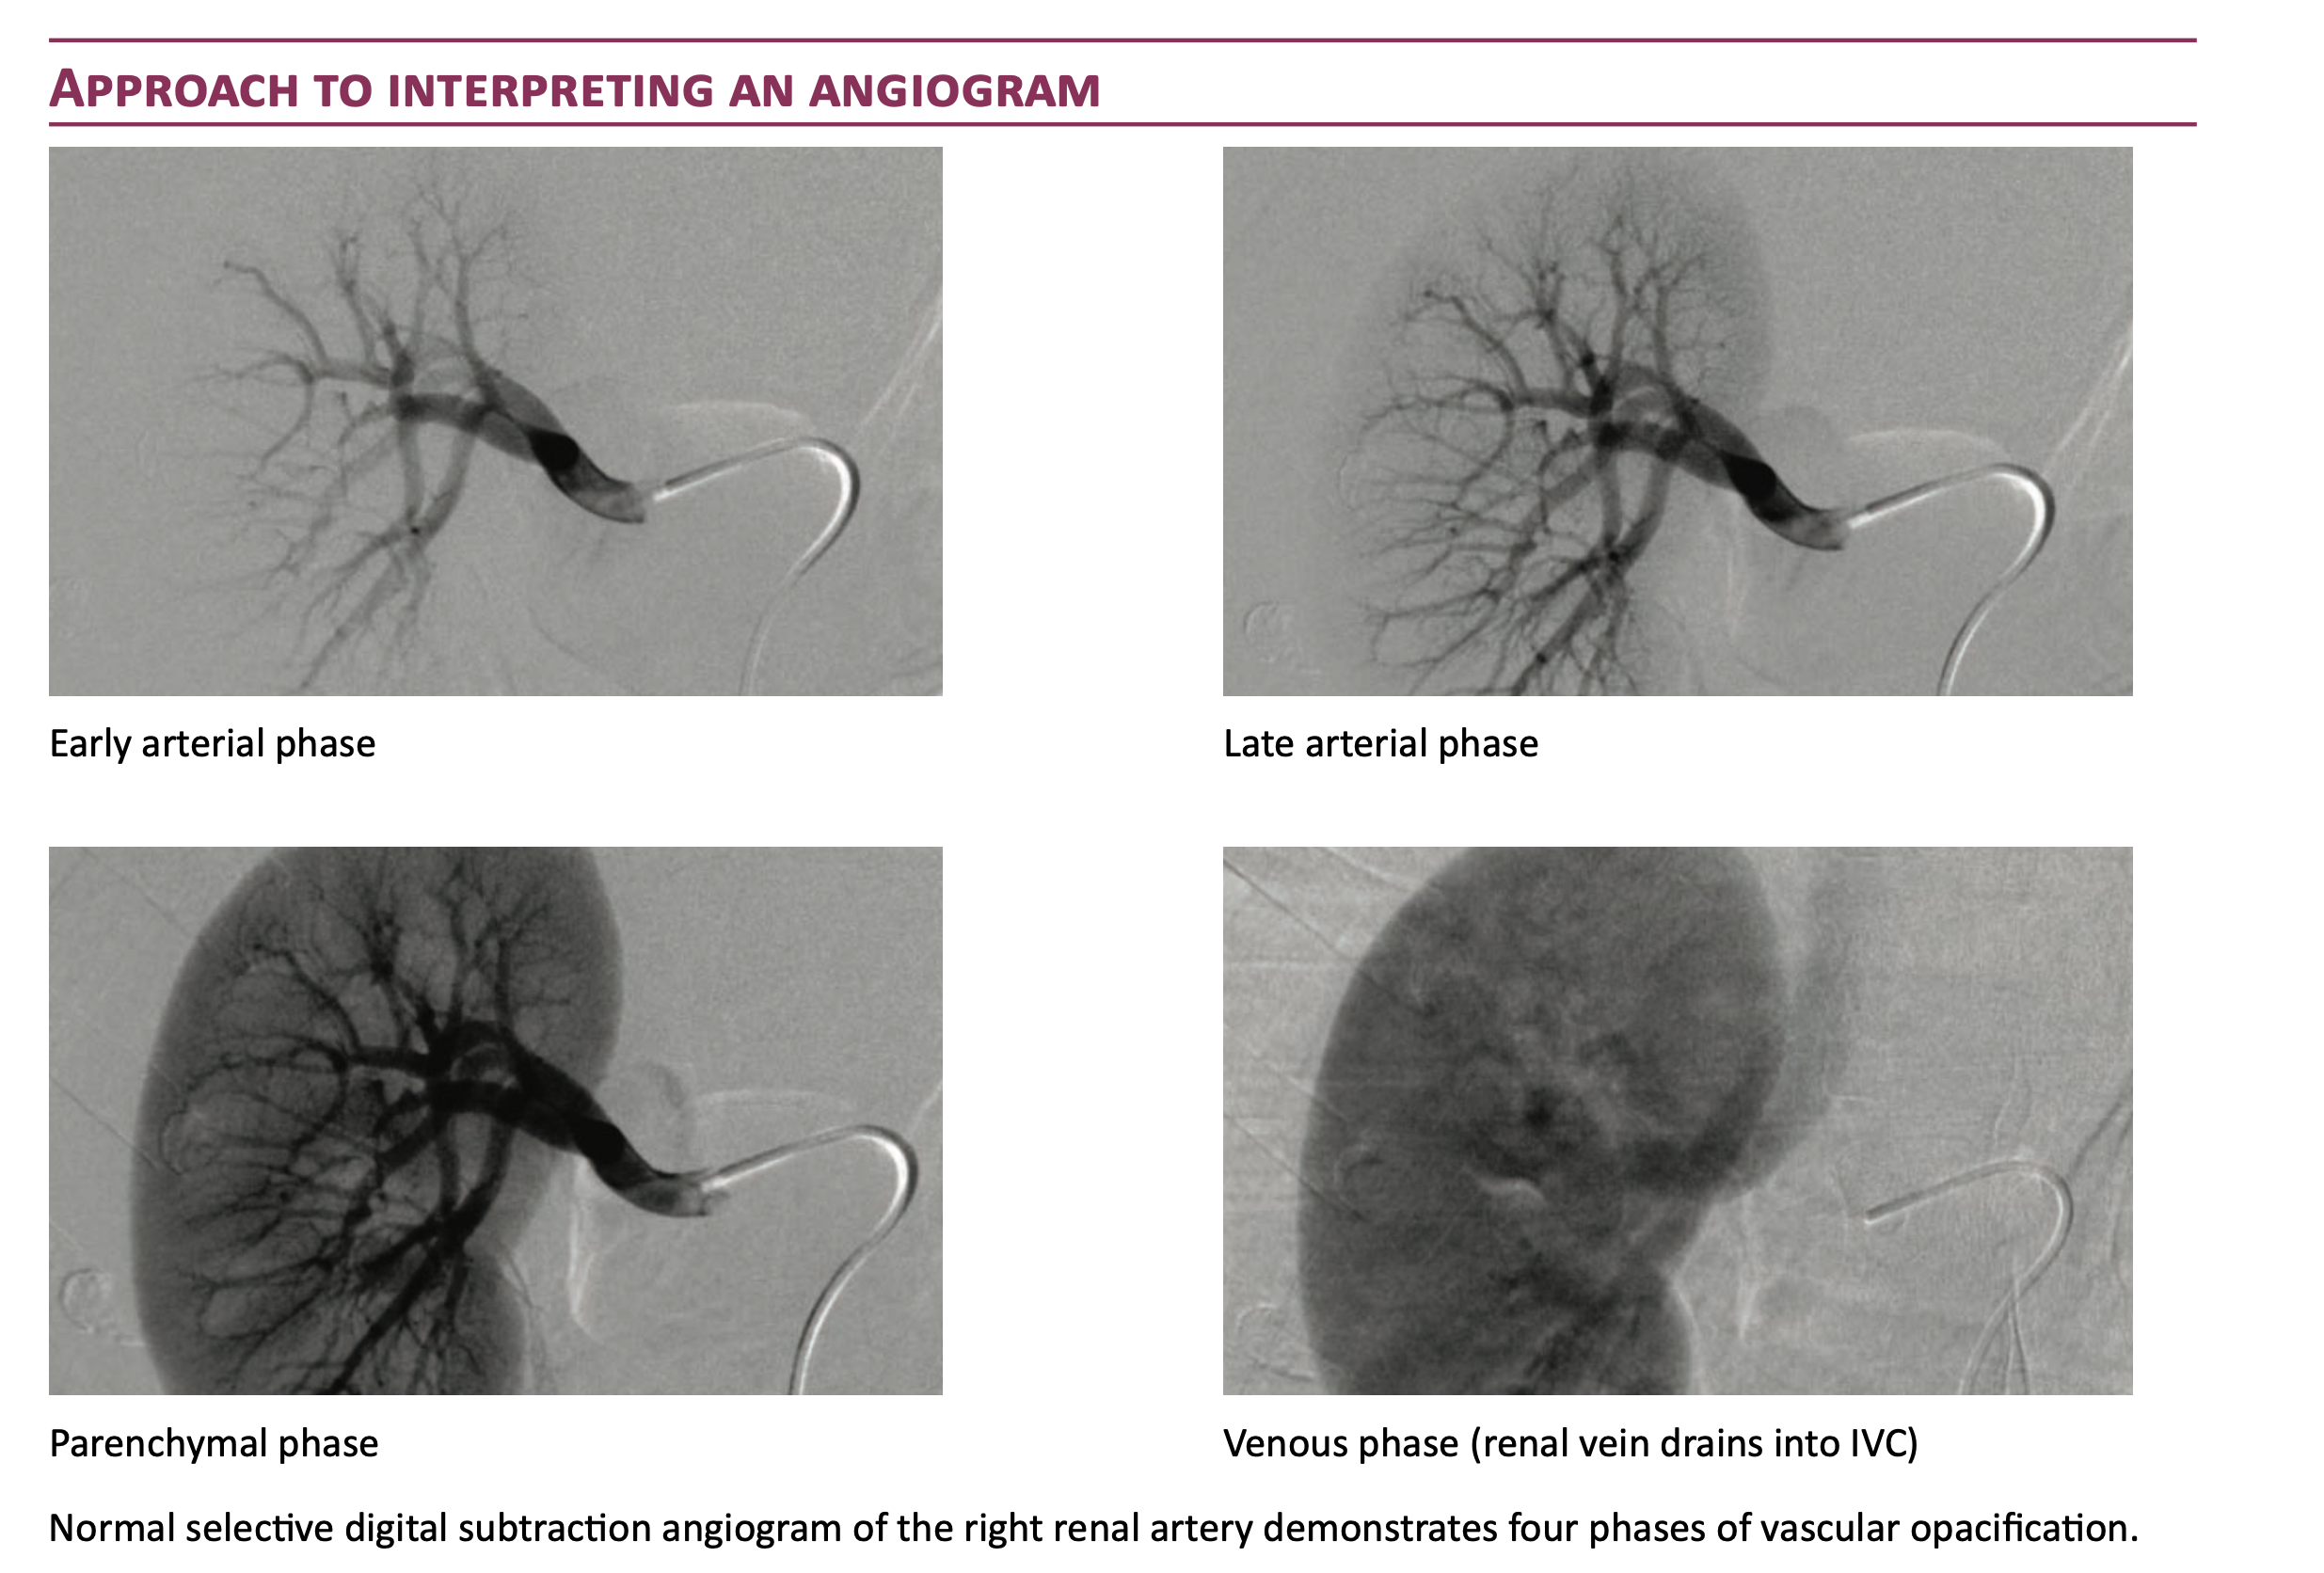 APPROACH TO INTERPRETING AN ANGIOGRAM
Early arterial phase
Late arterial phase
Parenchymal phase
Venous phase (renal vein drains into IVC)
Normal selective digital subtraction angiogram of the right renal artery demonstrates four phases of vascular opacification.